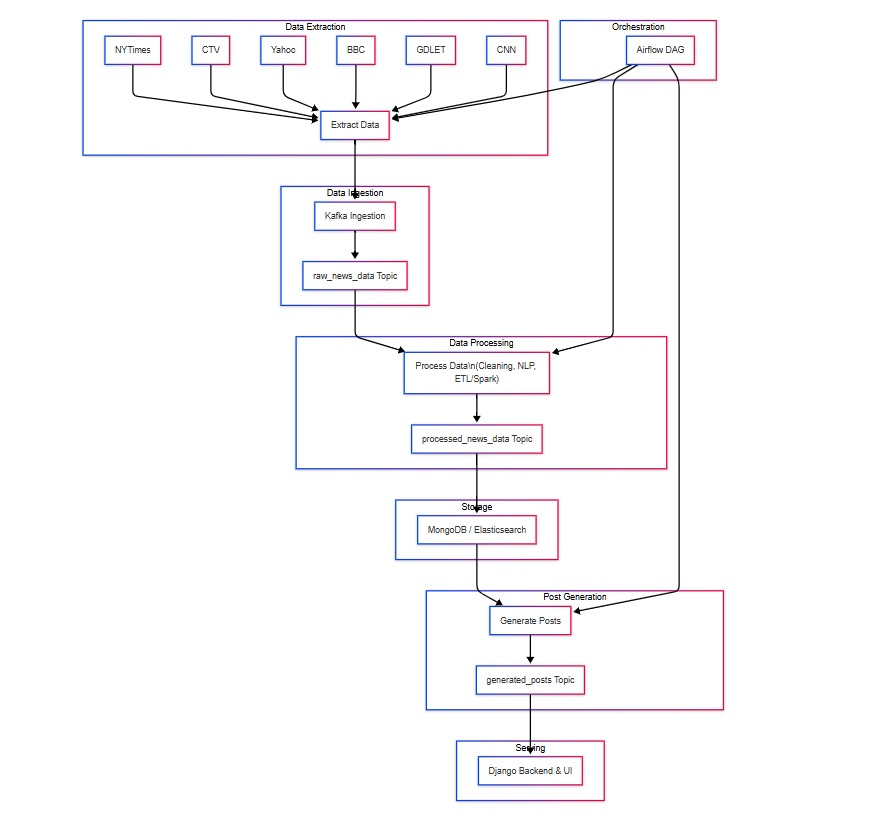 Data Extraction
Orchestration
NYTimes
CTV
Yahoo
BBC
GDLET
CNN
Airflow DAG
Extract Data
Data Ingestion
Kafka Ingestion
raw_news_data Topic
Data Processing
Process Data\n(Cleaning, NLP,
ETL/Spark)
processed_news_data Topic
Storage
MongoDB / Elasticsearch
Post Generation
Generate Posts
generated_posts Topic
Serving
Django Backend & UI